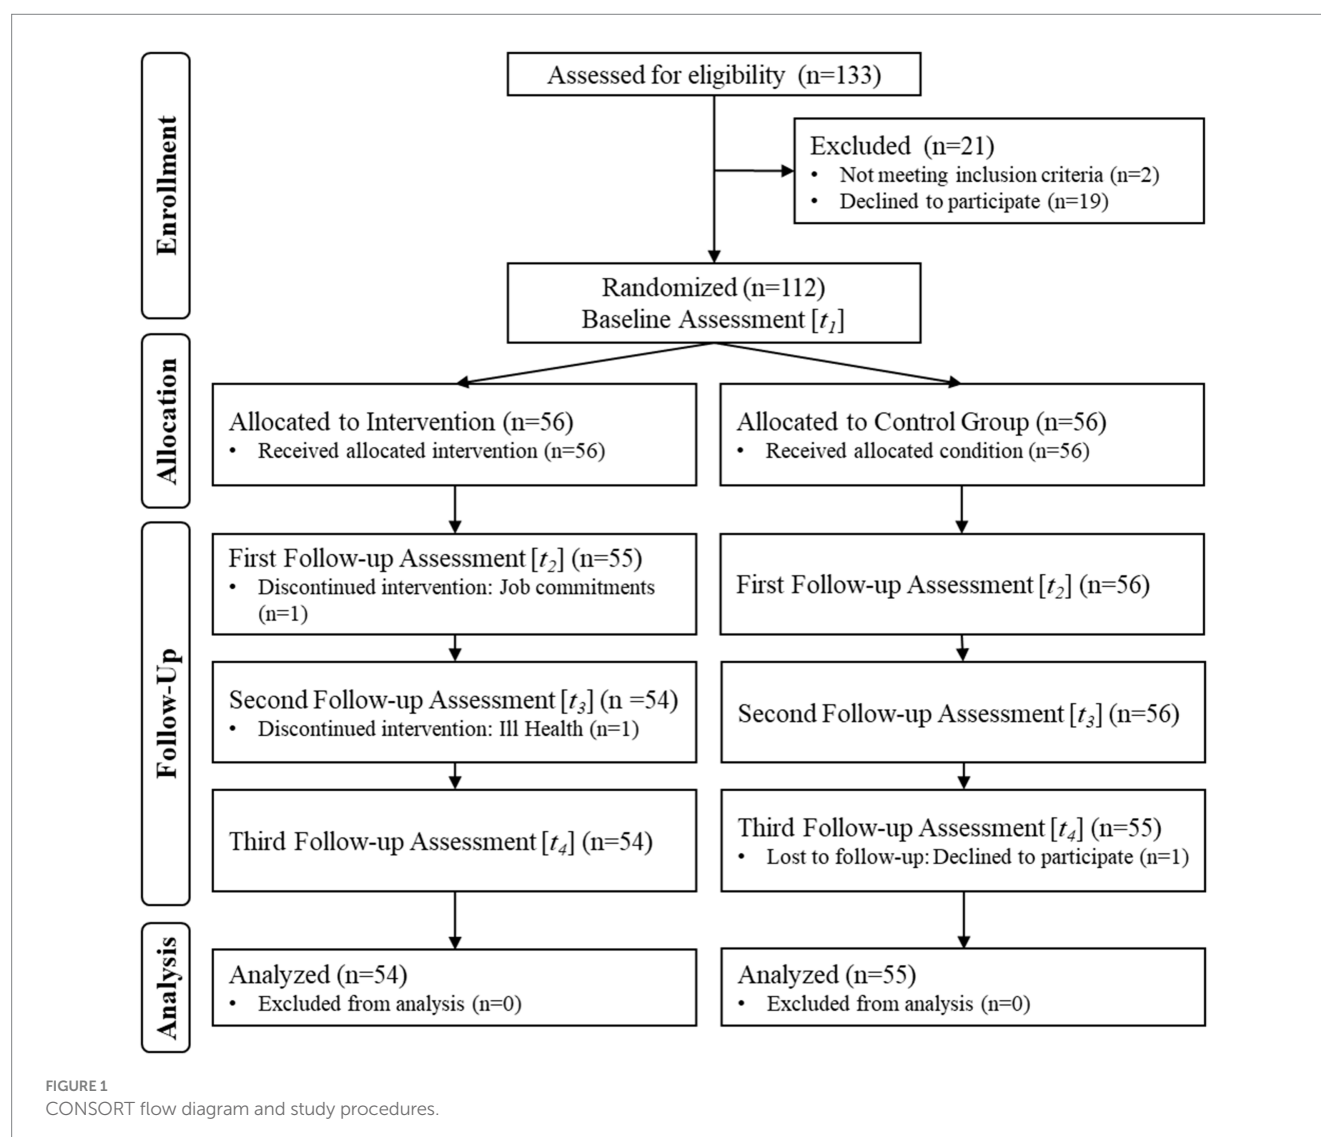 Enrollment
Assessed for eligibility (n=133)
Excluded (n=21)
• Not meeting inclusion criteria (n=2)
• Declined to participate (n=19)
Randomized (n=112)
Baseline Assessment [t1]
Allocation
Allocated to Intervention (n=56)
• Received allocated intervention (n=56)
Allocated to Control Group (n=56)
• Received allocated condition (n=56)
Follow-Up
First Follow-up Assessment [t2] (n=55)
• Discontinued intervention: Job commitments
(n=1)
First Follow-up Assessment [t2] (n=56)
Second Follow-up Assessment [t3] (n =54)
• Discontinued intervention: Ill Health (n=1)
Second Follow-up Assessment [t3] (n=56)
Third Follow-up Assessment [t4] (n=54)
Third Follow-up Assessment [t4] (n=55)
• Lost to follow-up: Declined to participate (n=1)
Analysis
Analyzed (n=54)
• Excluded from analysis (n=0)
Analyzed (n=55)
• Excluded from analysis (n=0)
FIGURE 1
CONSORT flow diagram and study procedures.